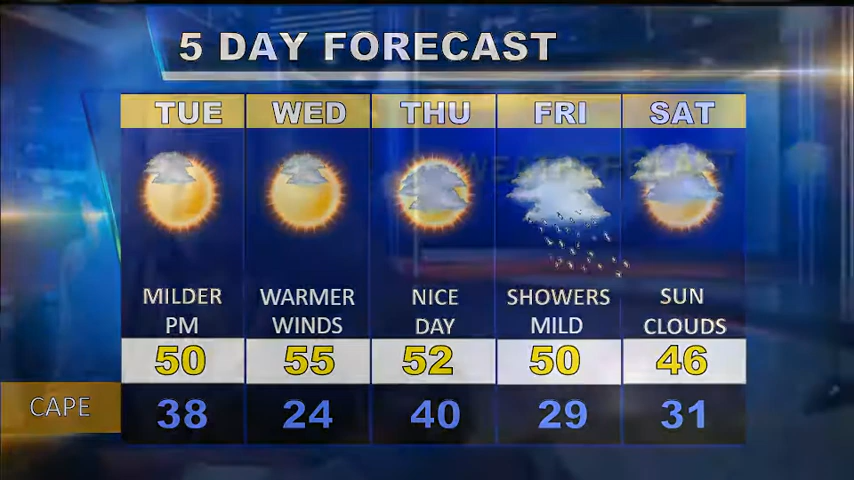 5 DAY FORECAST
TUE WED THU FRI SAT
WEATHERBLAST
MILDER WARMER NICE SHOWERS SUN
PM WINDS DAY MILD CLOUDS
50 55 52 50 46
CAPE 38 24 40 29 31